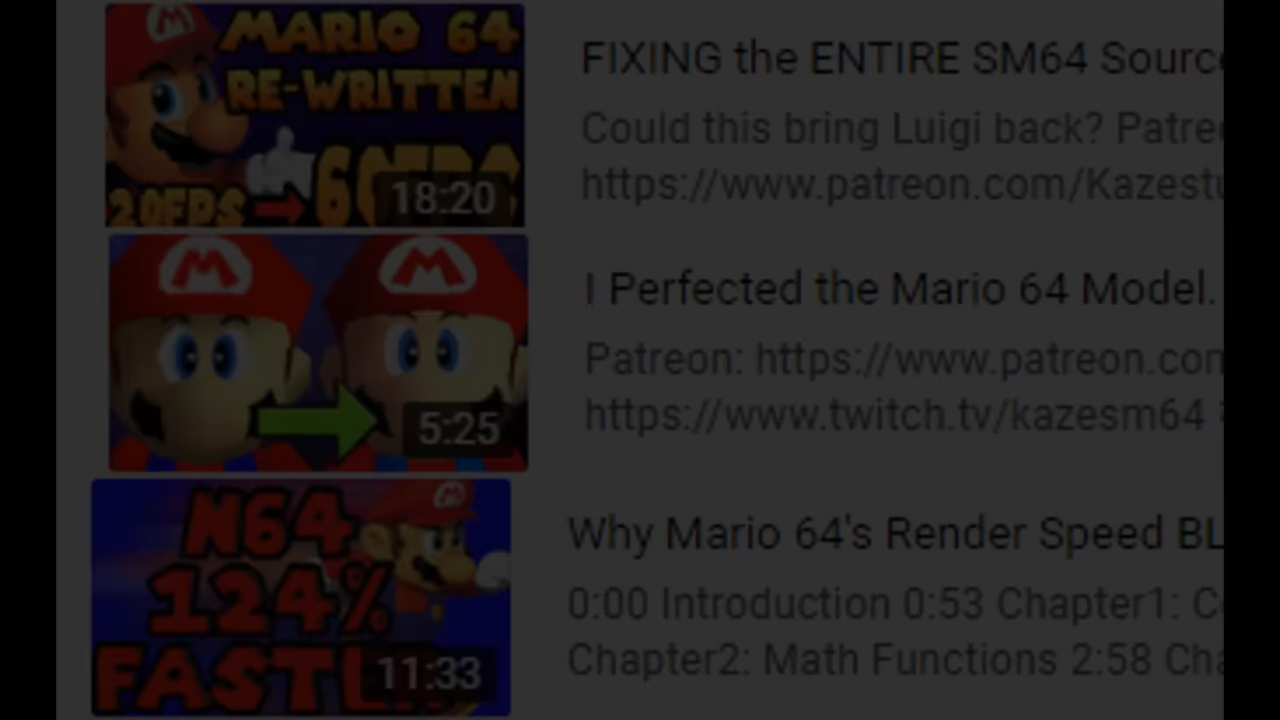 MARIO 64
RE-WRITTEN
20FPS
18:20
FIXING the ENTIRE SM64 Sourc
Could this bring Luigi back? Patre
https://www.patreon.com/Kazestu
M
M
5:25
I Perfected the Mario 64 Model.
Patreon: https://www.patreon.con
https://www.twitch.tv/kazesm64
N64
124%
11:33
Why Mario 64's Render Speed BL
0:00 Introduction 0:53 Chapter1: C
Chapter2: Math Functions 2:58 Cha